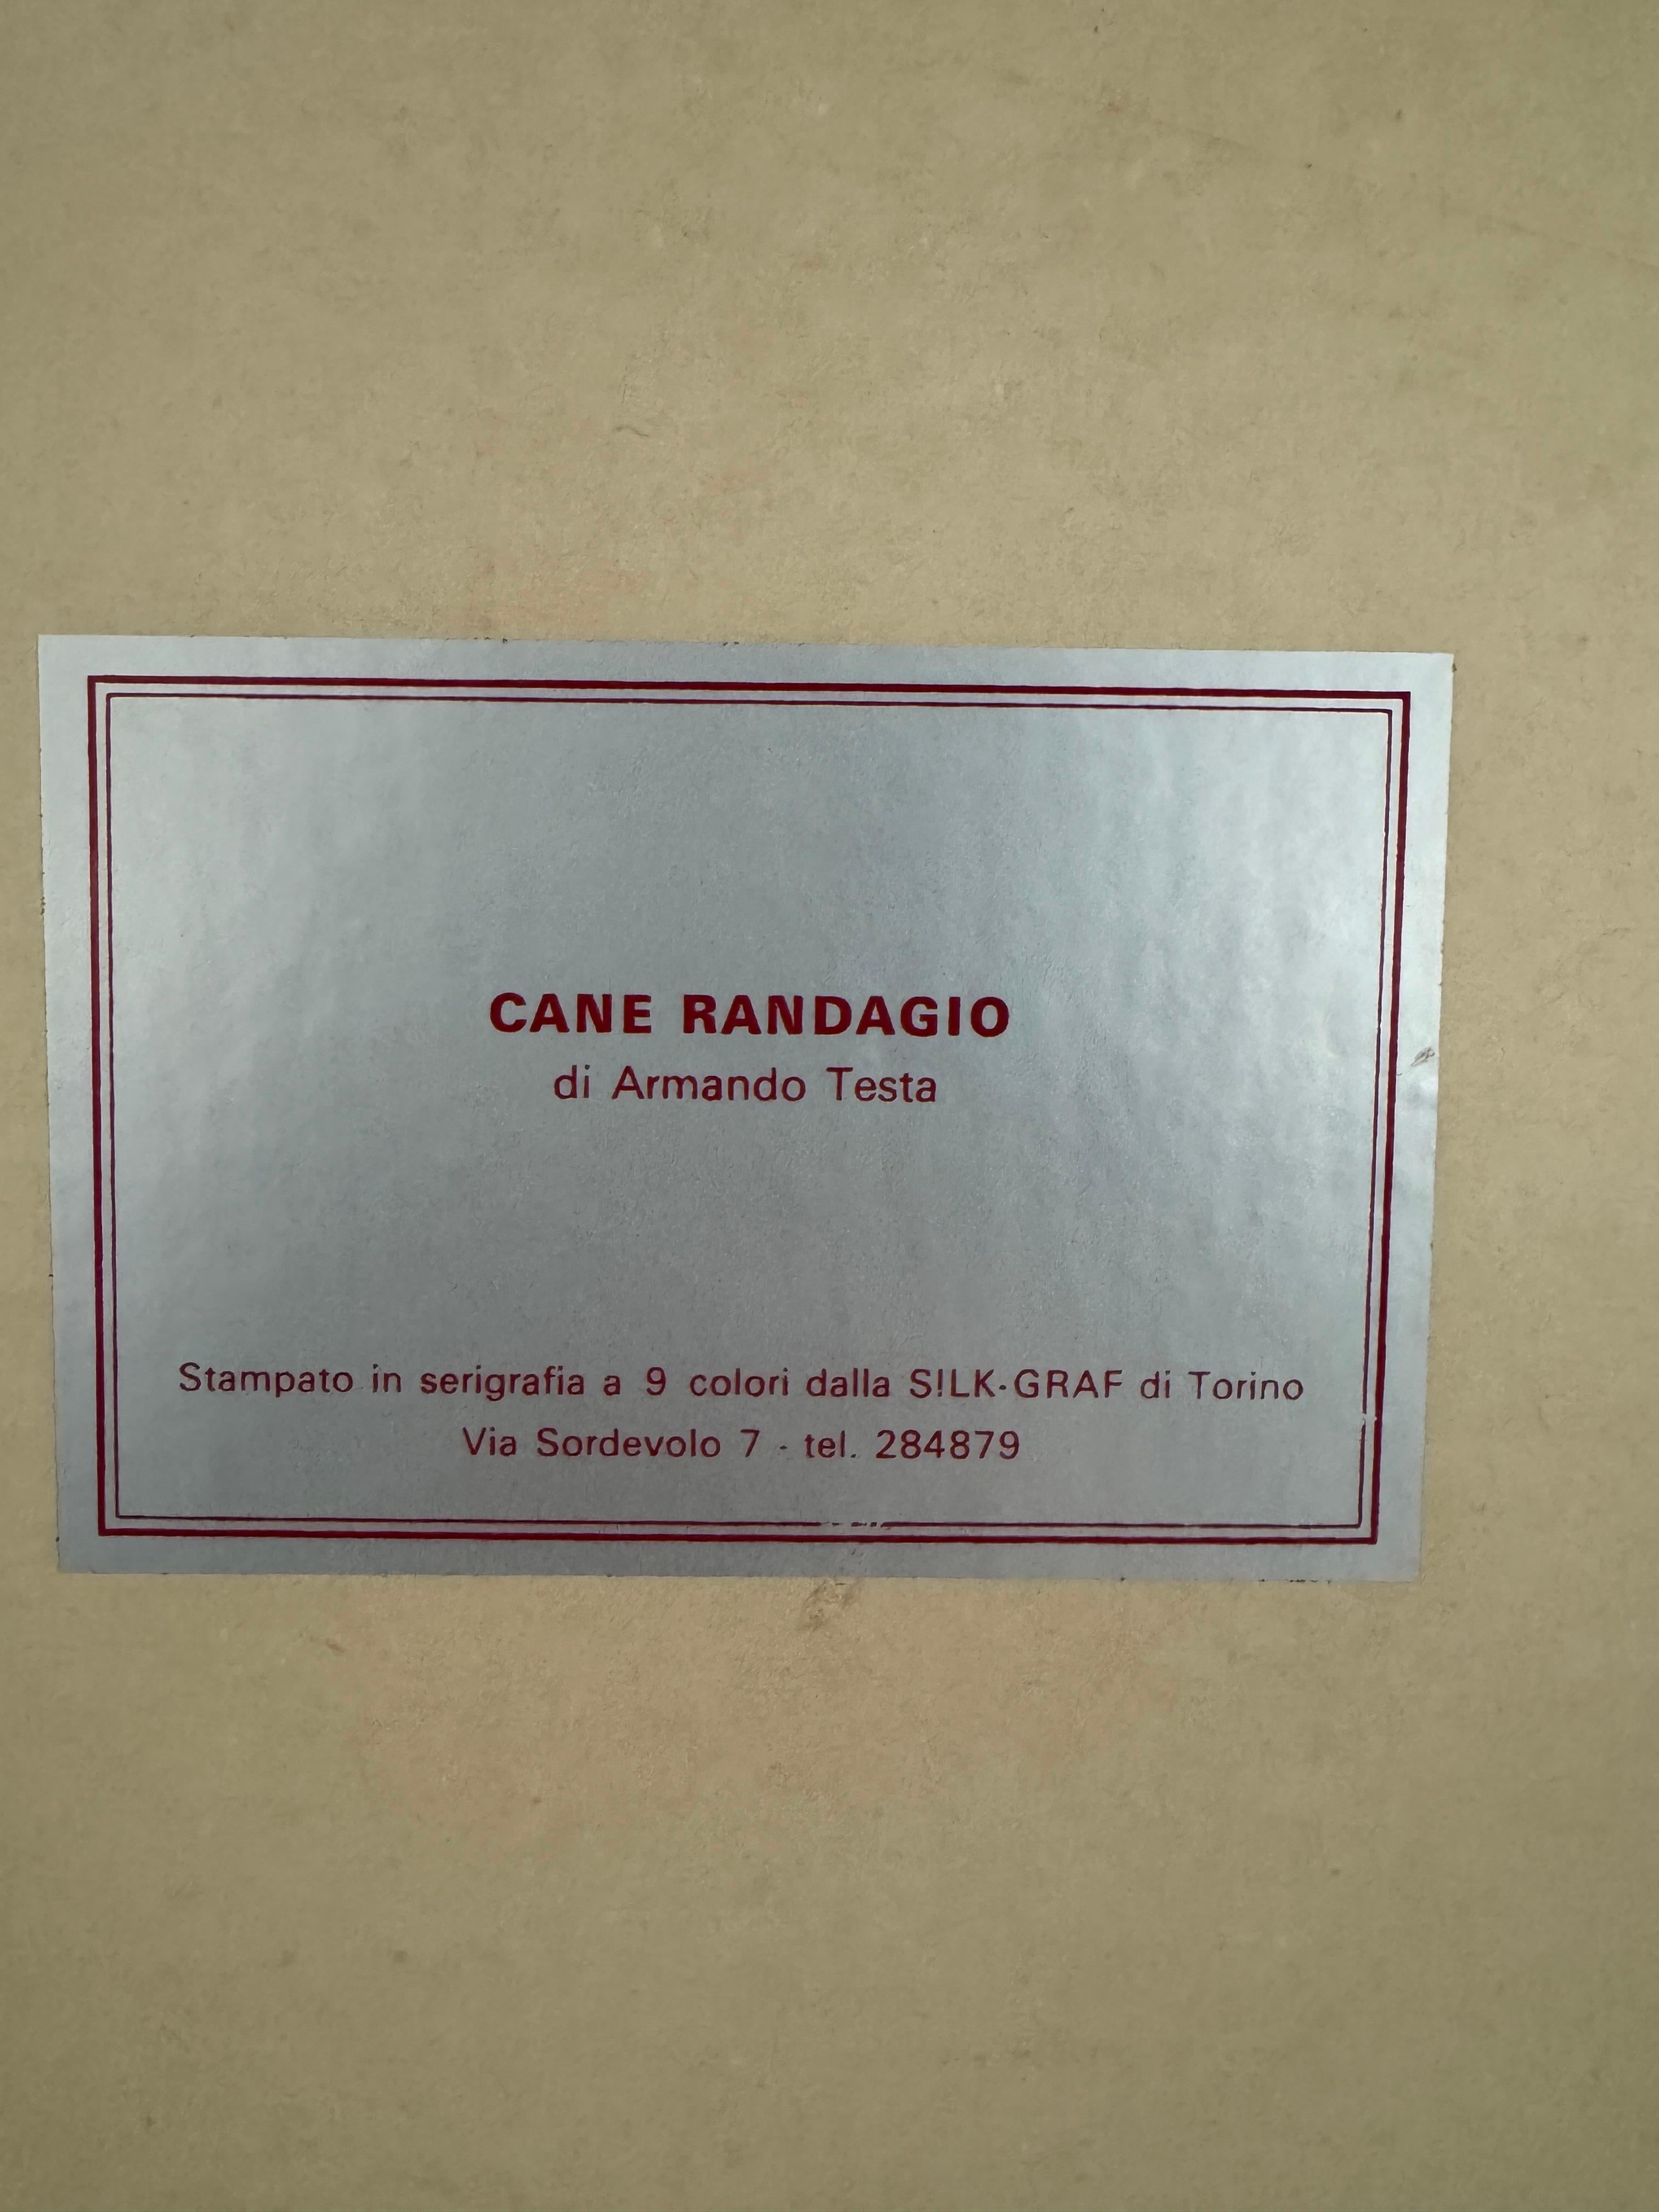 CANE RANDAGIO
di Armando Testa
Stampato in serigrafia a 9 colori dalla S!LK-GRAF di Torino
Via Sordevolo 7 - tel. 284879